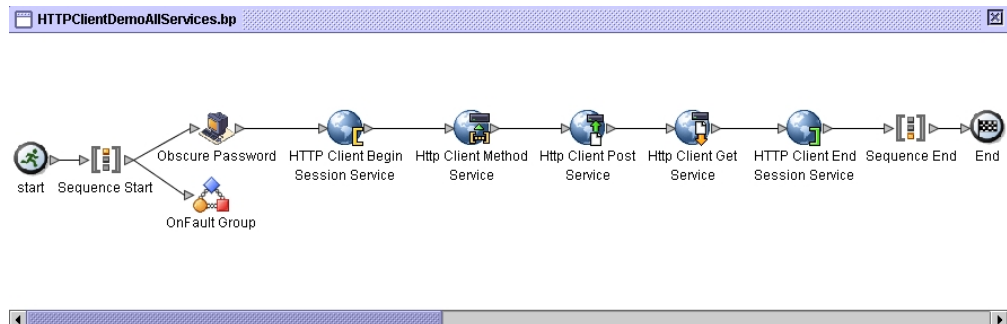 HTTPClientDemoAllServices.bp
start
Sequence Start
Obscure Password
OnFault Group
HTTP Client Begin
Session Service
Http Client Method
Service
Http Client Post
Service
Http Client Get
Service
HTTP Client End
Session Service
Sequence End
End